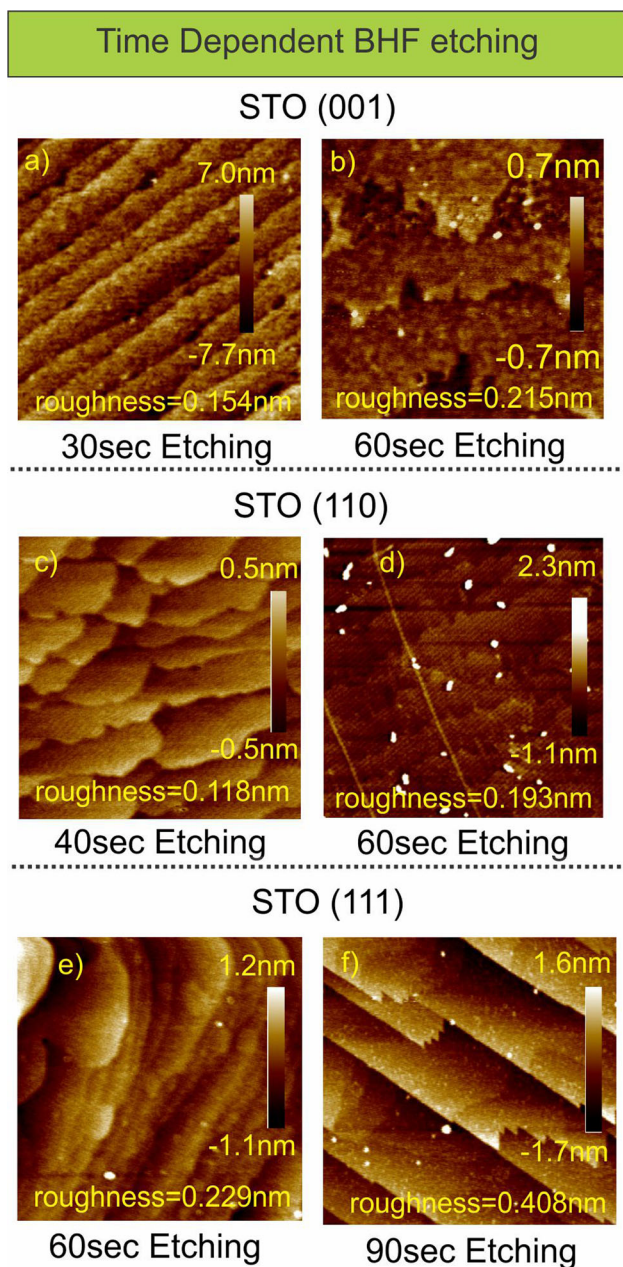 Time Dependent BHF etching
STO (001)
a)
7.0nm
-7.7nm
roughness=0.154nm
30sec Etching
b)
0.7nm
-0.7nm
roughness=0.215nm
60sec Etching
STO (110)
c)
0.5nm
-0.5nm
roughness=0.118nm
40sec Etching
d)
2.3nm
-1.1nm
roughness=0.193nm
60sec Etching
STO (111)
e)
1.2nm
-1.1nm
roughness=0.229nm
60sec Etching
f)
1.6nm
-1.7nm
roughness=0.408nm
90sec Etching